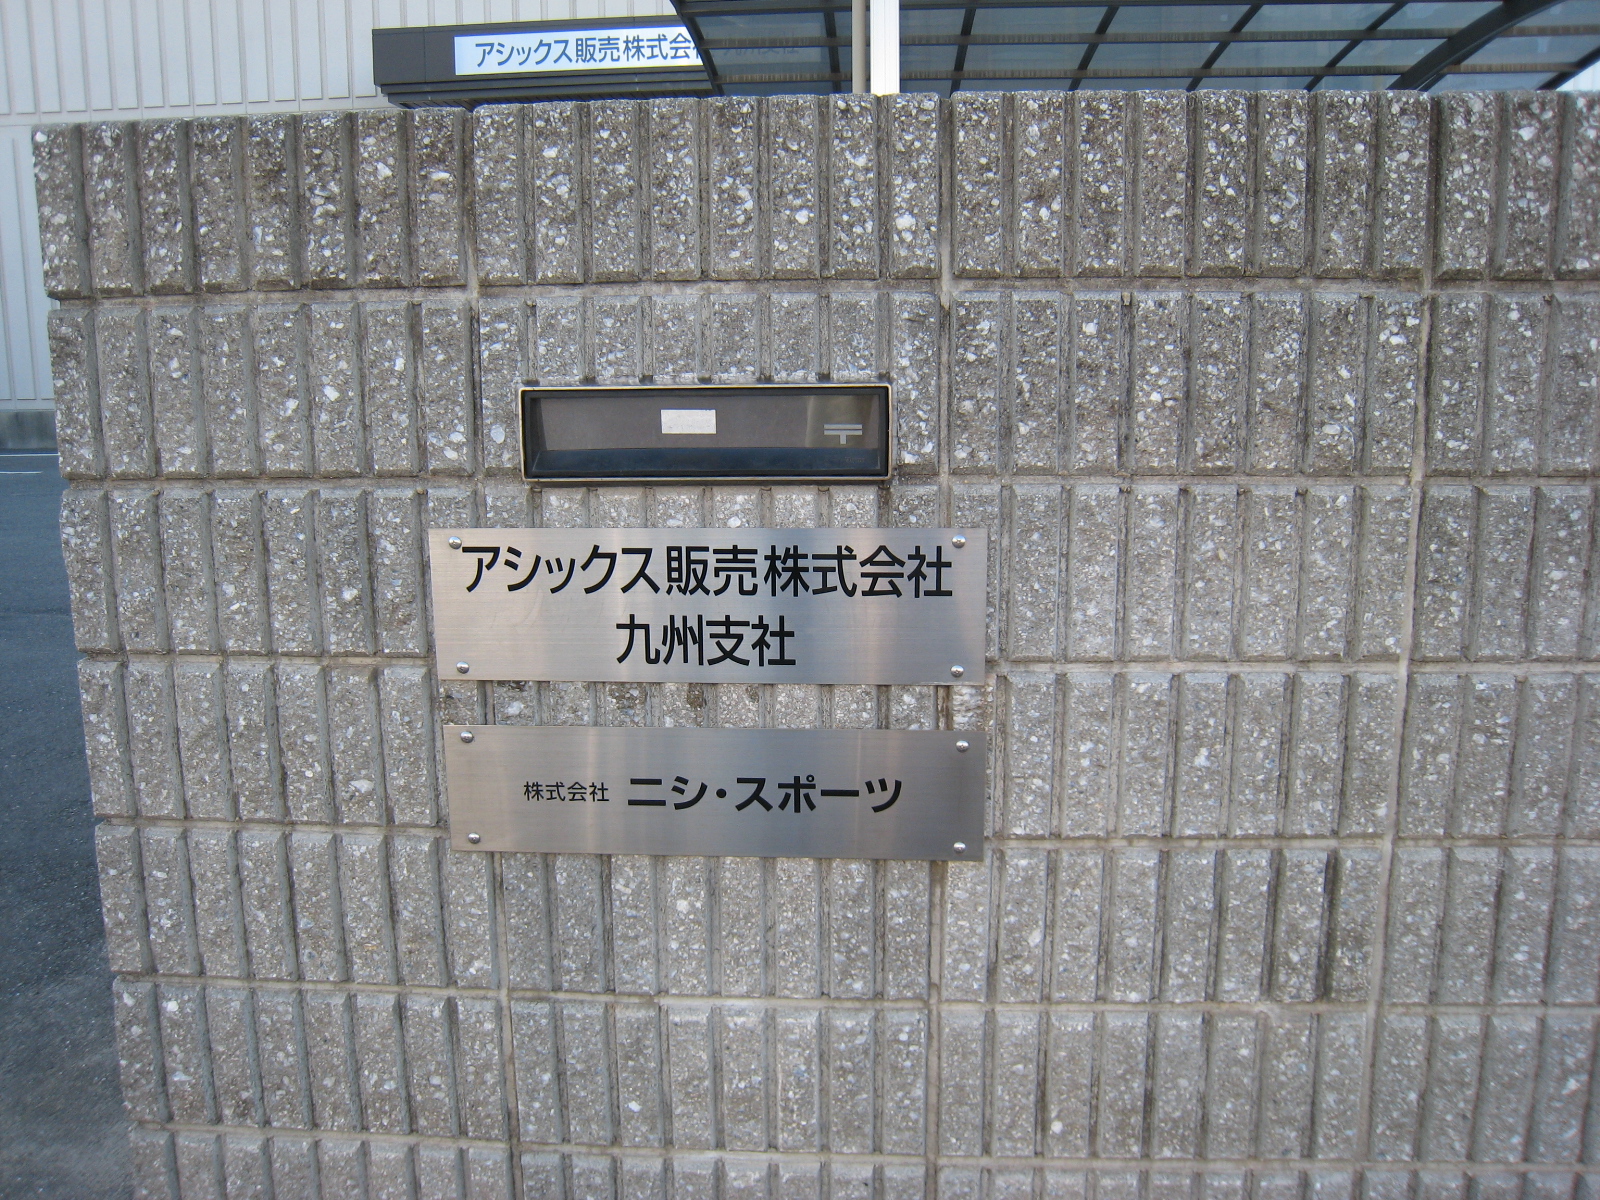 アシックス販売株式会社
アシックス販売株式会社
九州支社
株式会社 ニシ・スポーツ